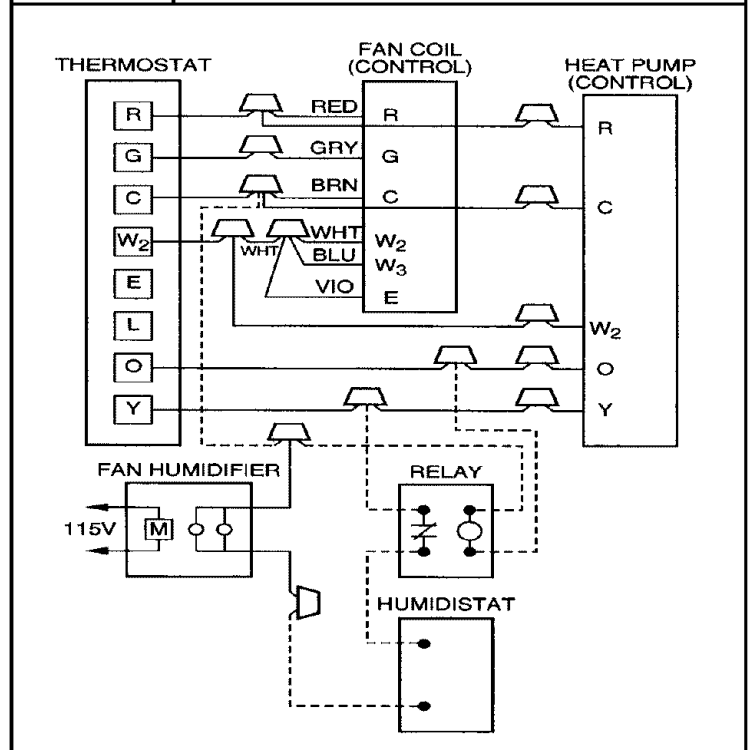 THERMOSTAT
FAN COIL
(CONTROL)
HEAT PUMP
(CONTROL)
R
RED
R
R
G
GRY
G
C
BRN
C
C
W2
WHT
WHT
W2
BLU
W3
E
VIO
E
L
W2
O
O
Y
Y
FAN HUMIDIFIER
RELAY
115V
M
HUMIDISTAT